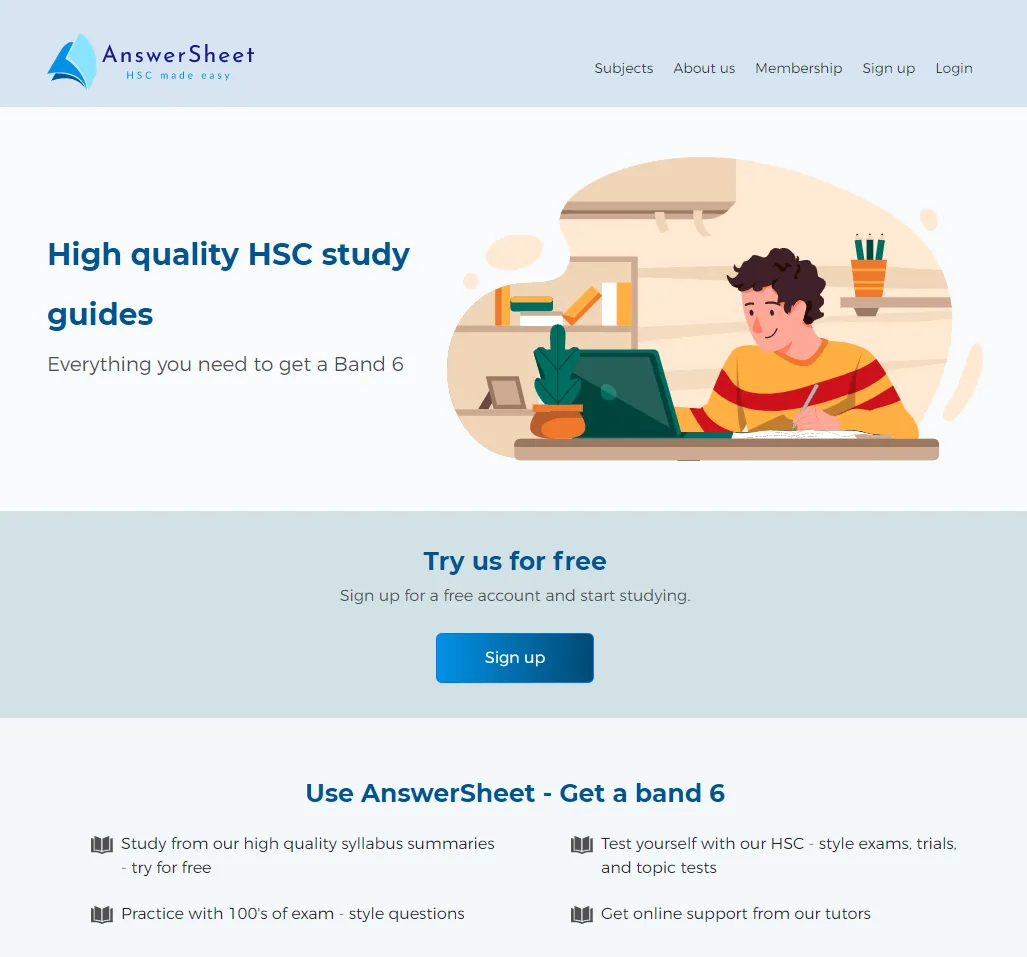 AnswerSheet
HSC made easy
Subjects About us Membership Sign up Login
High quality HSC study
guides
Everything you need to get a Band 6
Try us for free
Sign up for a free account and start studying.
Sign up
Use AnswerSheet - Get a band 6
Study from our high quality syllabus summaries
- try for free
Test yourself with our HSC - style exams, trials,
and topic tests
Practice with 100's of exam - style questions
Get online support from our tutors